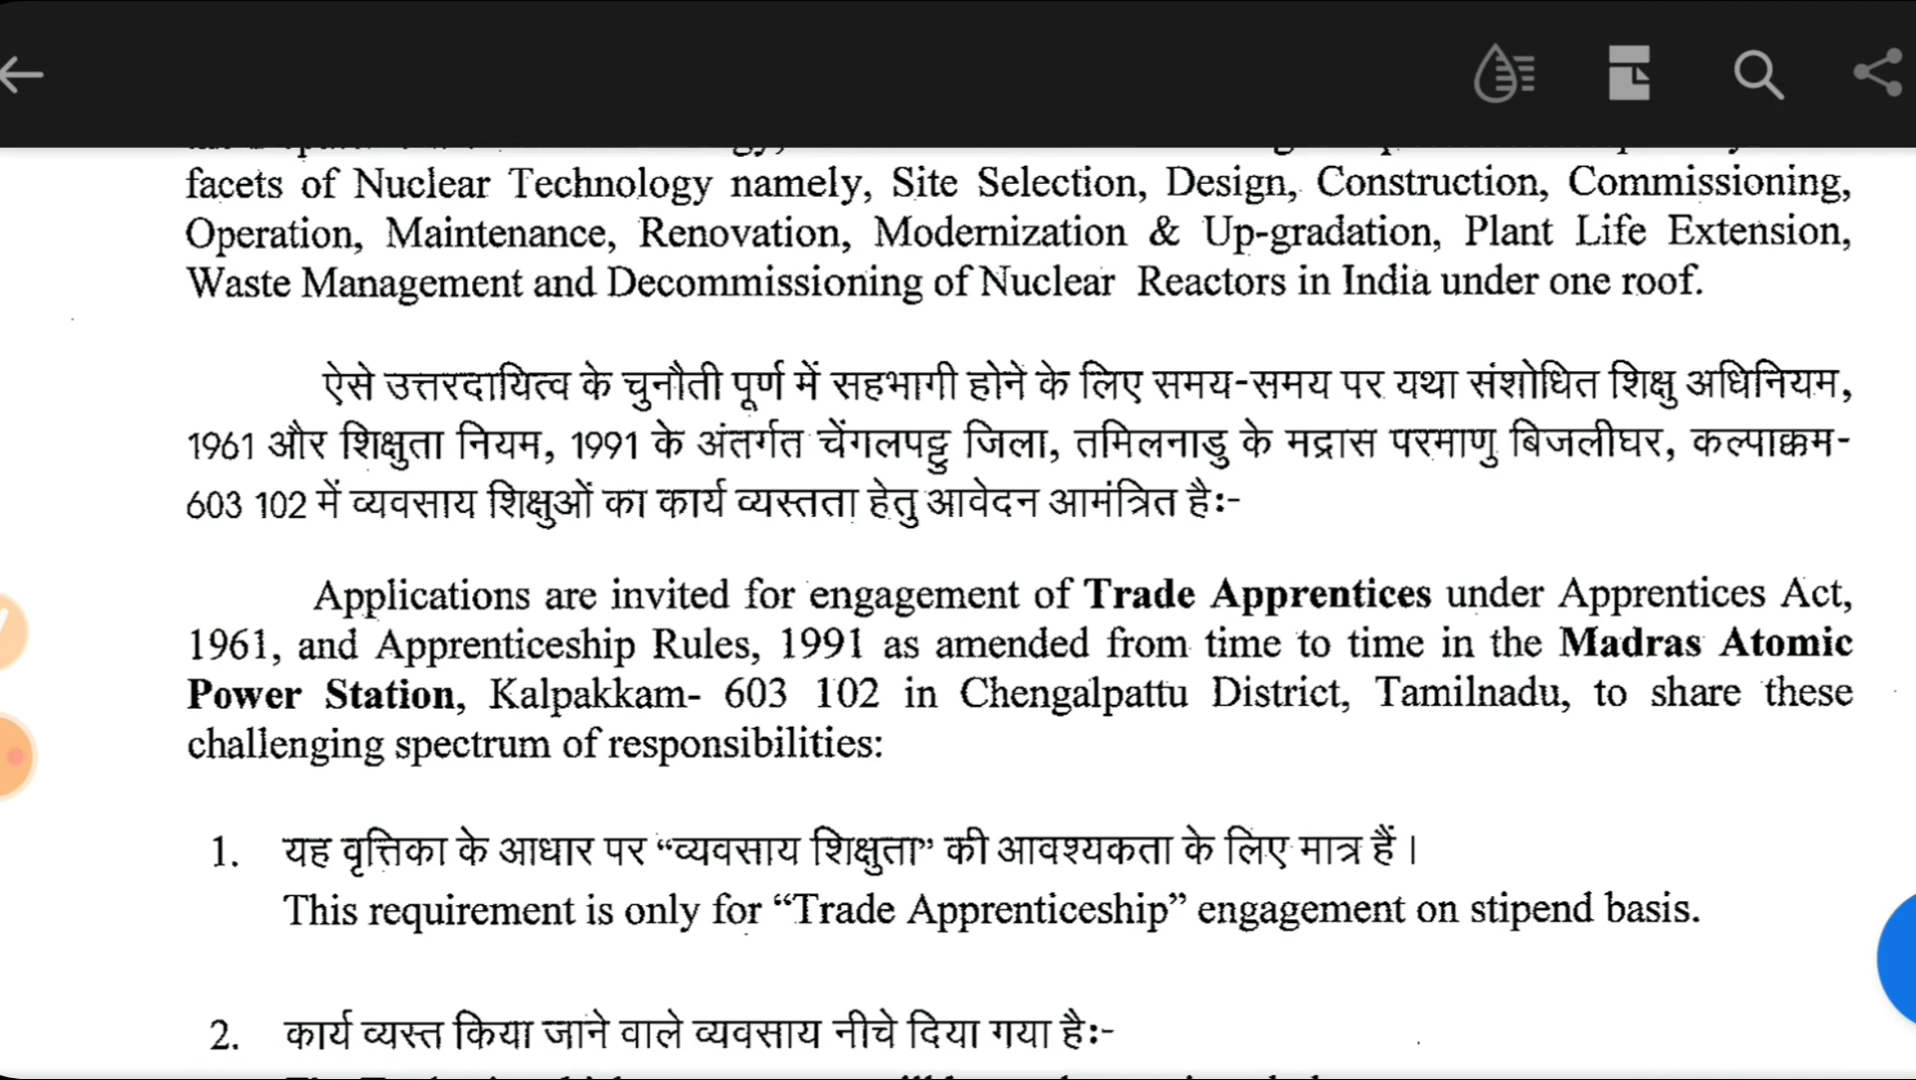 facets of Nuclear Technology namely, Site Selection, Design, Construction, Commissioning,
Operation, Maintenance, Renovation, Modernization & Up-gradation, Plant Life Extension,
Waste Management and Decommissioning of Nuclear Reactors in India under one roof.
ऐसे उत्तरदायित्व के चुनौती पूर्ण में सहभागी होने के लिए समय-समय पर यथा संशोधित शिक्षु अधिनियम,
1961 और शिक्षुता नियम, 1991 के अंतर्गत चेंगलपट्टु जिला, तमिलनाडु के मद्रास परमाणु बिजलीघर, कल्पाक्कम-
603 102 में व्यवसाय शिक्षुओं का कार्य व्यस्तता हेतु आवेदन आमंत्रित है:-
Applications are invited for engagement of Trade Apprentices under Apprentices Act,
1961, and Apprenticeship Rules, 1991 as amended from time to time in the Madras Atomic
Power Station, Kalpakkam- 603 102 in Chengalpattu District, Tamilnadu, to share these
challenging spectrum of responsibilities:
1. यह वृत्तिका के आधार पर “व्यवसाय शिक्षुता” की आवश्यकता के लिए मात्र हैं ।
This requirement is only for “Trade Apprenticeship” engagement on stipend basis.
2. कार्य व्यस्त किया जाने वाले व्यवसाय नीचे दिया गया है:-